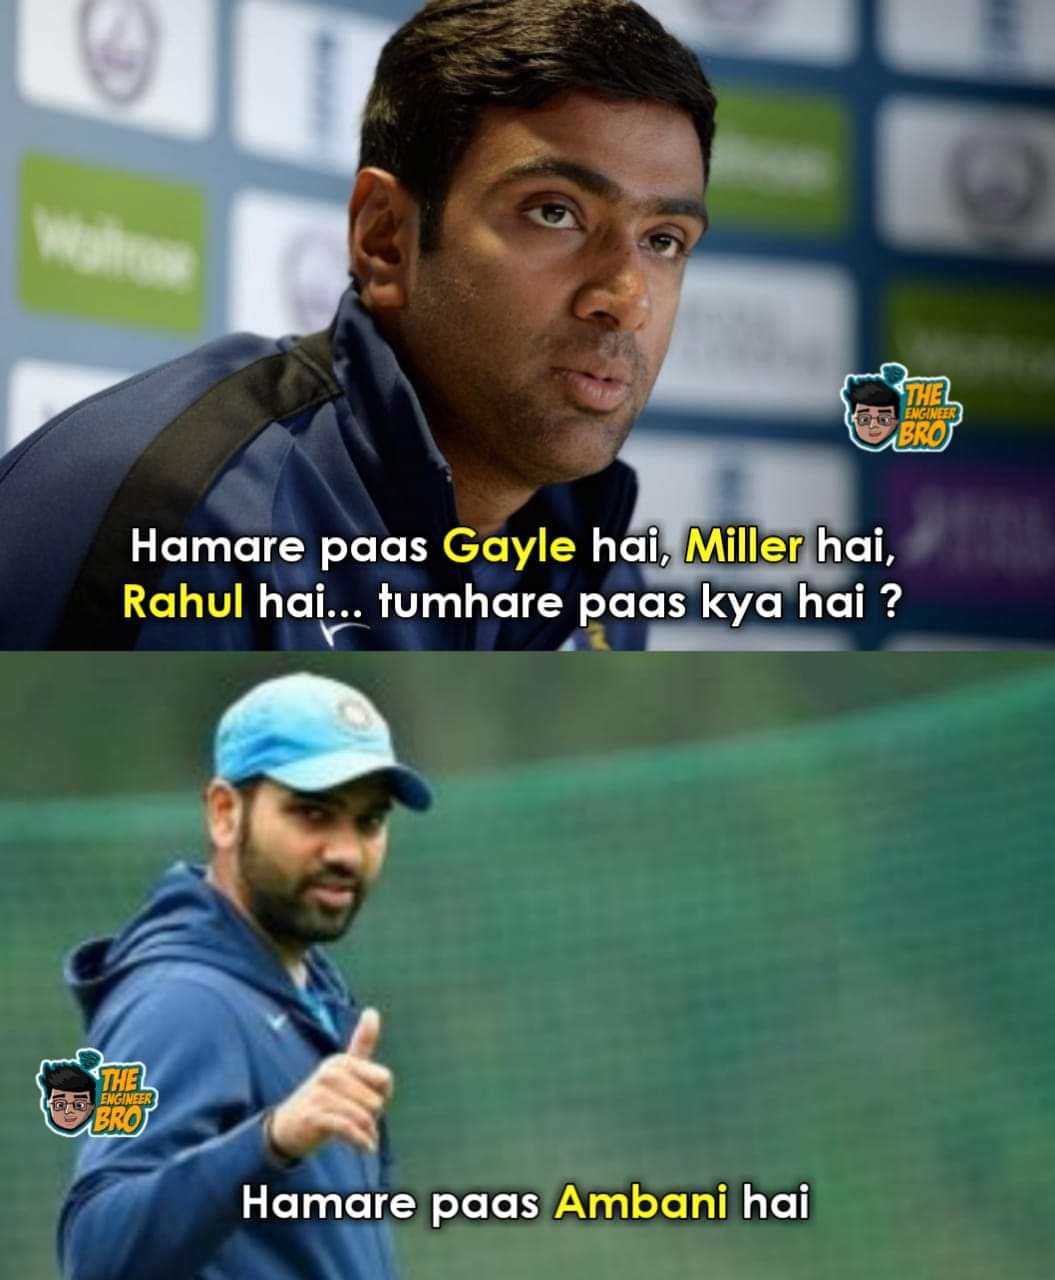 Waitrose
THE
ENGINEER
BRO
Hamare paas Gayle hai, Miller hai,
Rahul hai... tumhare paas kya hai ?
THE
ENGINEER
BRO
Hamare paas Ambani hai